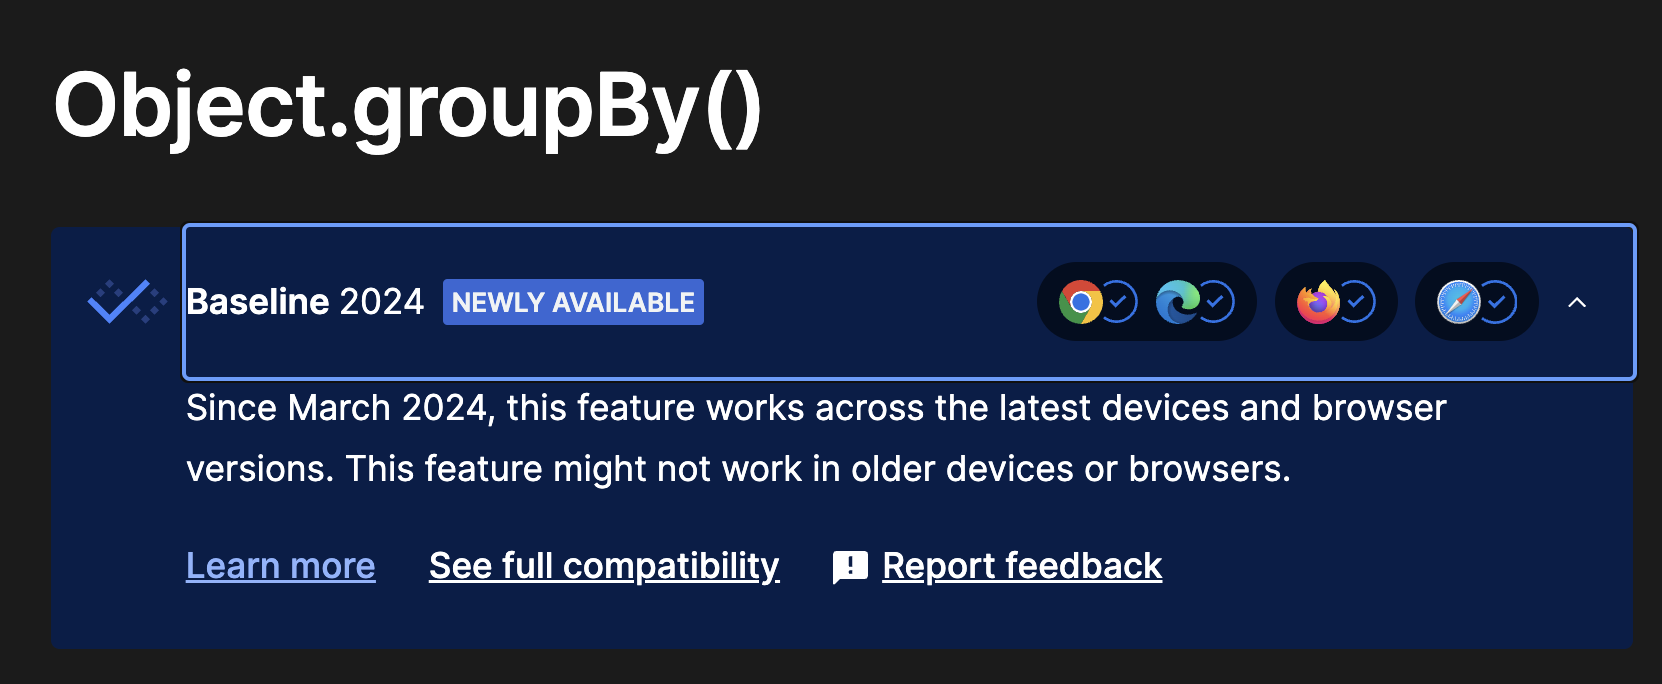 Object.groupBy()
Baseline 2024 NEWLY AVAILABLE
Since March 2024, this feature works across the latest devices and browser
versions. This feature might not work in older devices or browsers.
Learn more See full compatibility Report feedback